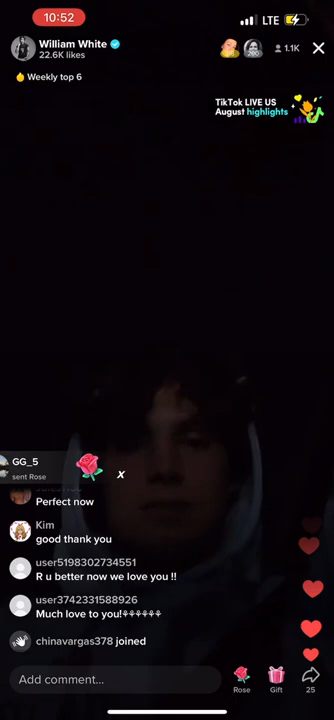 10:52
LTE
William White
22.6K likes
1.1K
Weekly top 6
TikTok LIVE US
August highlights
GG_5
sent Rose
x
Perfect now
Kim
good thank you
user5198302734551
R u better now we love you !!
user3742331588926
Much love to you!⚘⚘⚘⚘⚘⚘
chinavargas378 joined
Add comment...
Rose
Gift
25